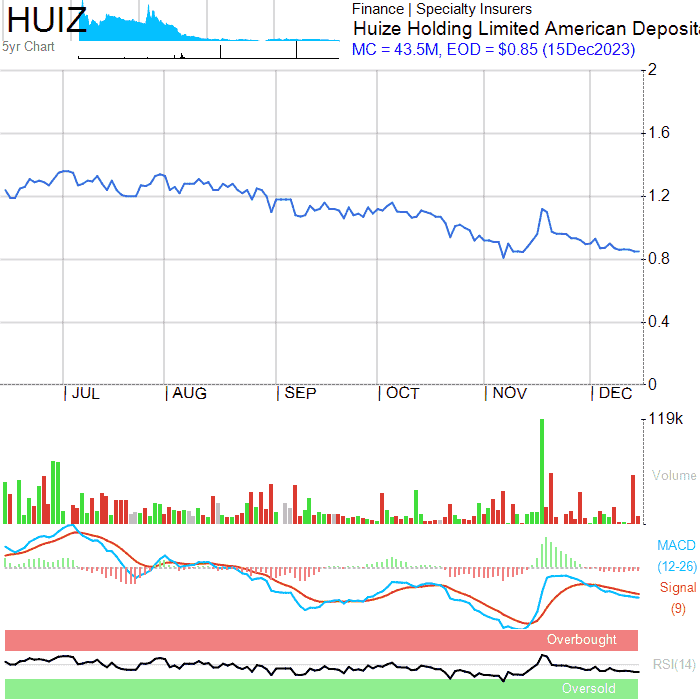 HUIZ
5yr Chart
Finance | Specialty Insurers
Huize Holding Limited American Deposit
MC = 43.5M, EOD = $0.85 (15Dec2023)
2
1.6
1.2
0.8
0.4
0
JUL AUG SEP OCT NOV DEC
119k
Volume
MACD
(12-26)
Signal
(9)
Overbought
RSI(14)
Oversold